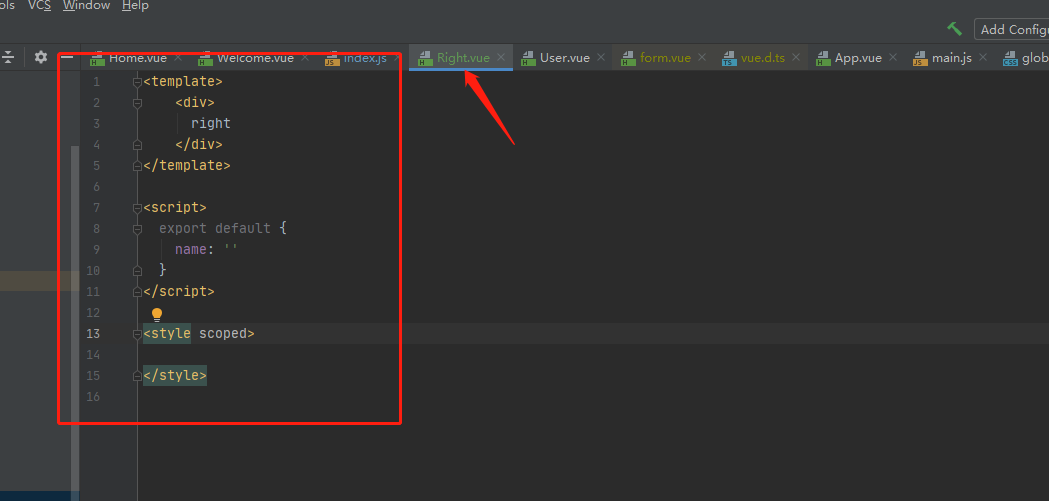 ols VCS Window Help
Add Config
Home.vue Welcome.vue index.js Right.vue User.vue form.vue vue.d.ts App.vue main.js glob
1 <template>
2 <div>
3 right
4 </div>
5 </template>
6
7 <script>
8 export default {
9 name: ''
10 }
11 </script>
12
13 <style scoped>
14
15 </style>
16